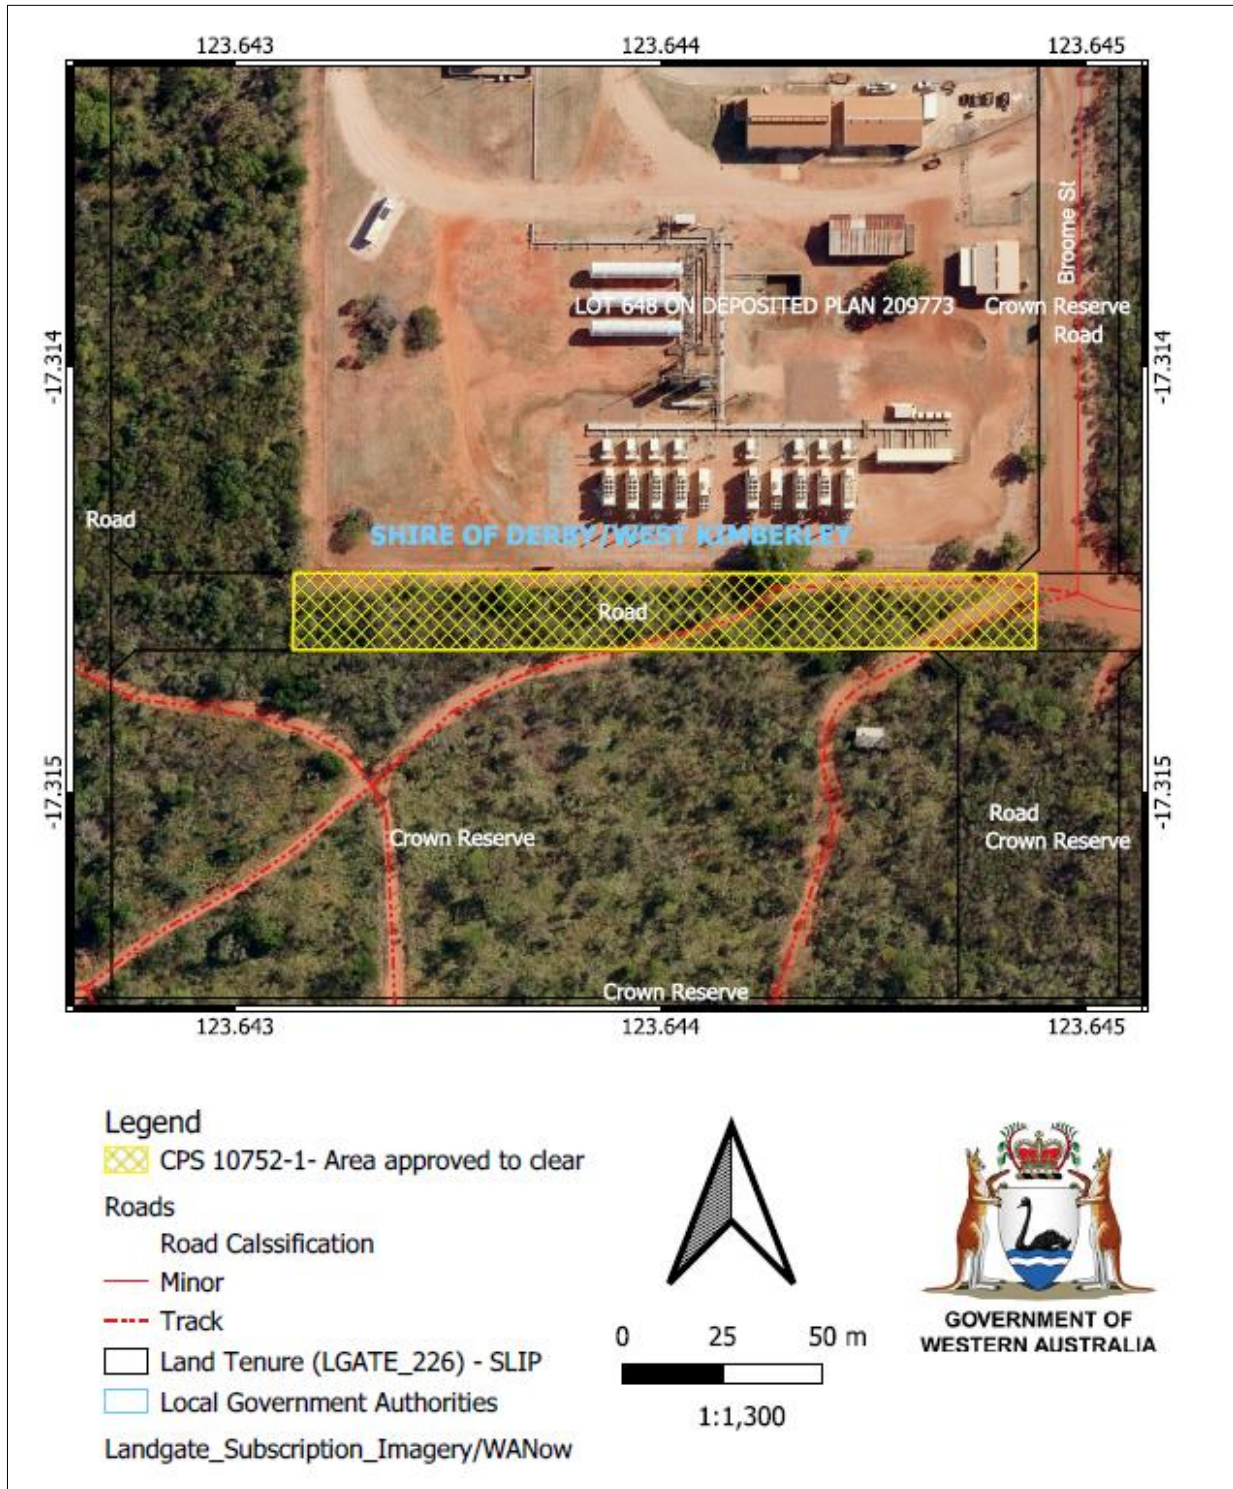 123.643 123.644 123.645
Broome St
LOT 648 ON DEPOSITED PLAN 209773 Crown Reserve
Road
-17.314 -17.314
Road
SHIRE OF DERBY/WEST KIMBERLEY
Road
-17.315 -17.315
Road
Crown Reserve Crown Reserve
Crown Reserve
123.643 123.644 123.645
Legend
CPS 10752-1- Area approved to clear
Roads
Road Calssification
Minor
Track
Land Tenure (LGATE_226) - SLIP
Local Government Authorities
Landgate_Subscription_Imagery/WANow
0 25 50 m
1:1,300
GOVERNMENT OF
WESTERN AUSTRALIA